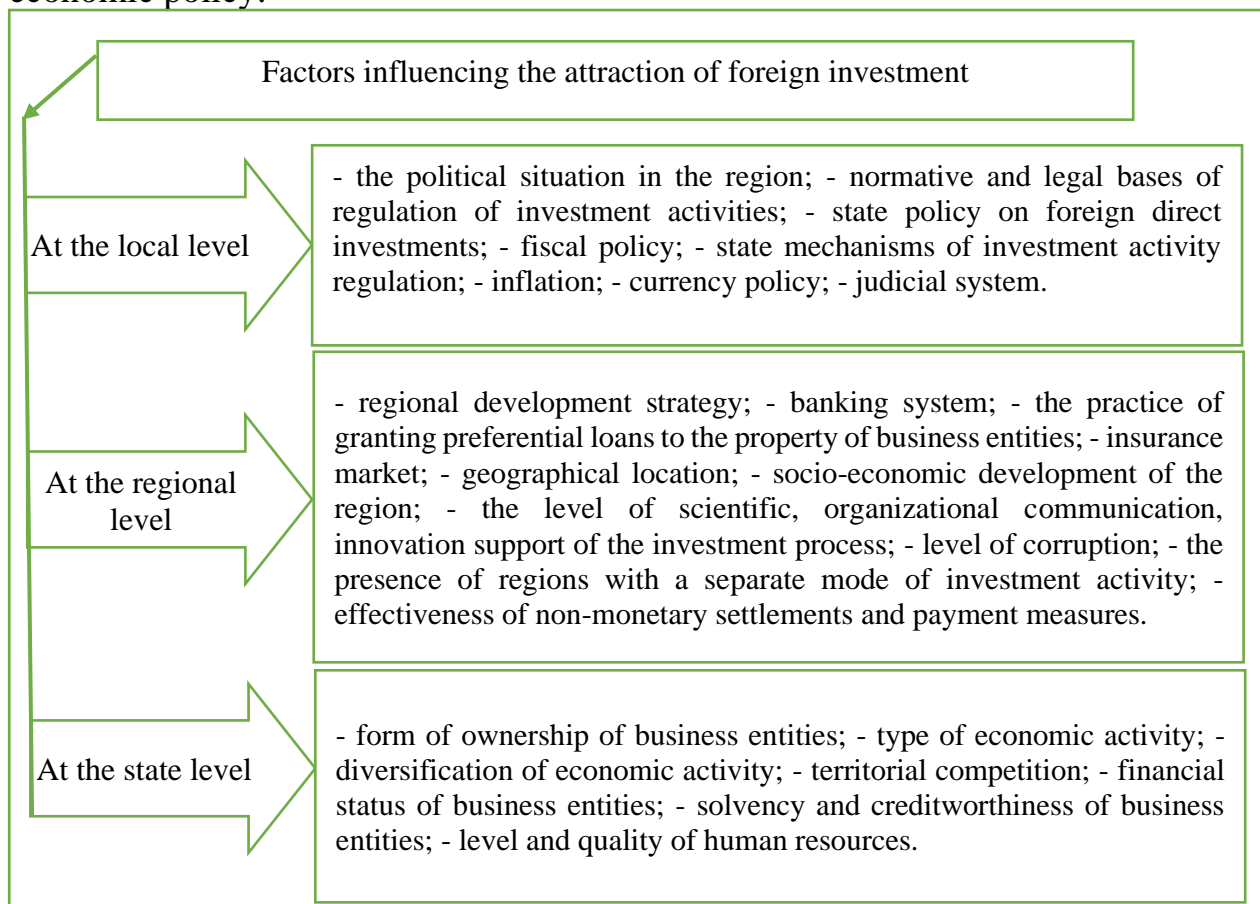 economic policy.
Factors influencing the attraction of foreign investment
At the local level
- the political situation in the region; - normative and legal bases of
regulation of investment activities; - state policy on foreign direct
investments; - fiscal policy; - state mechanisms of investment activity
regulation; - inflation; - currency policy; - judicial system.
At the regional
level
- regional development strategy; - banking system; - the practice of
granting preferential loans to the property of business entities; - insurance
market; - geographical location; - socio-economic development of the
region; - the level of scientific, organizational communication,
innovation support of the investment process; - level of corruption; - the
presence of regions with a separate mode of investment activity; -
effectiveness of non-monetary settlements and payment measures.
At the state level
- form of ownership of business entities; - type of economic activity; -
diversification of economic activity; - territorial competition; - financial
status of business entities; - solvency and creditworthiness of business
entities; - level and quality of human resources.